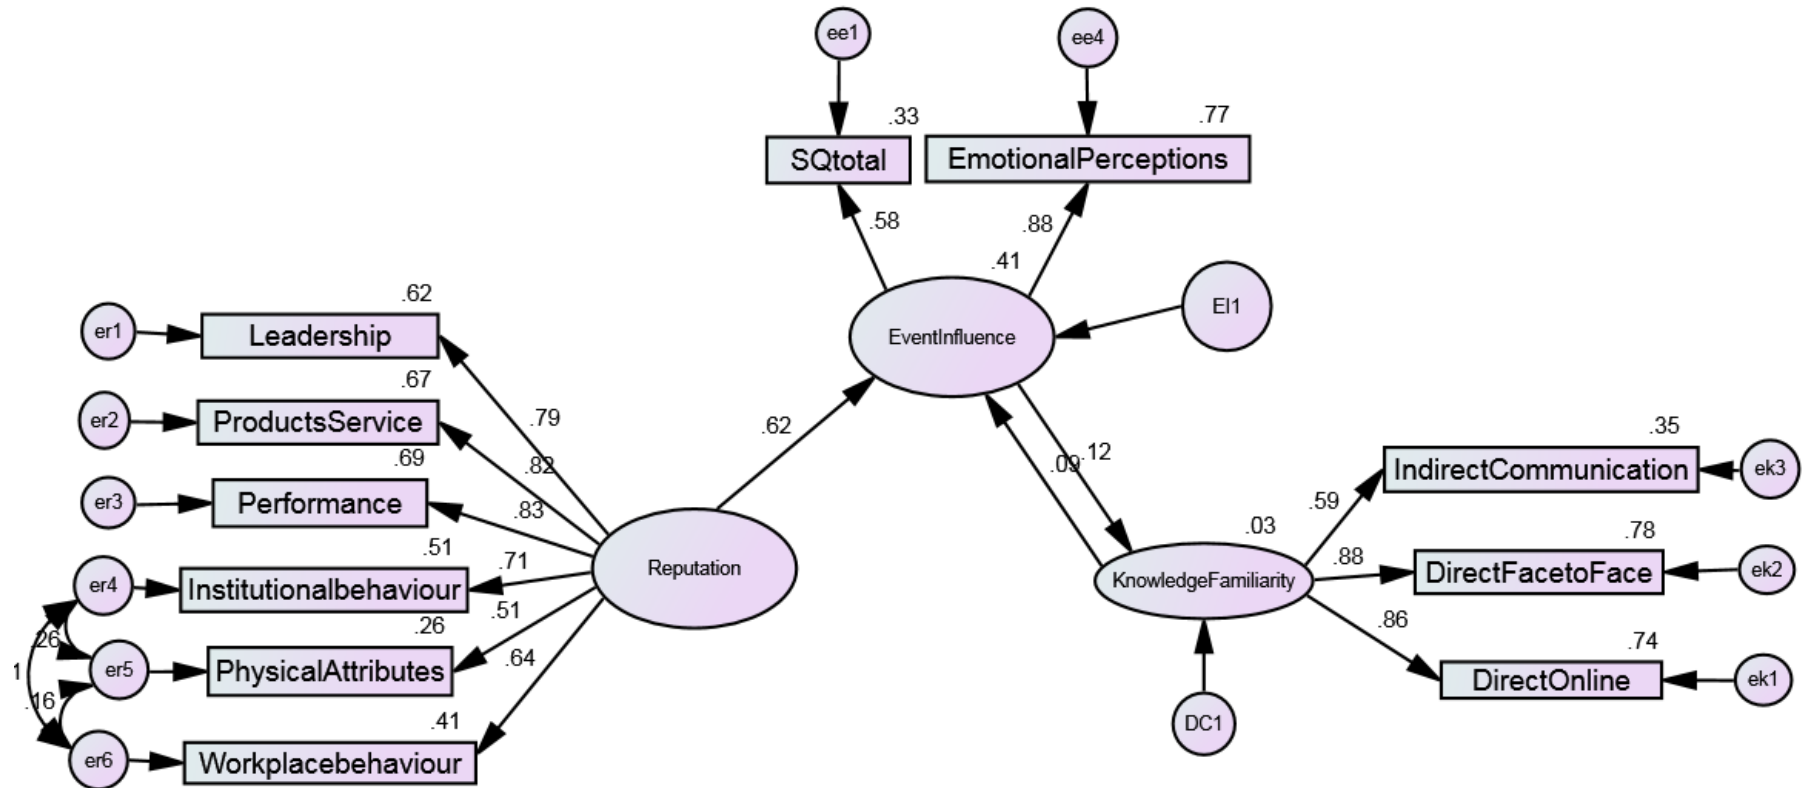 ee1
ee4
.33
.77
SQtotal
EmotionalPerceptions
.58
.88
.41
EI1
EventInfluence
.62
er1
Leadership
.67
.79
er2
ProductsService
.62
.69
.82
.09
.12
er3
Performance
.83
.35
IndirectCommunication
ek3
.59
.51
.71
.03
.78
er4
Institutionalbehaviour
Reputation
KnowledgeFamiliarity
.88
DirectFacetoFace
ek2
.51
.26
.86
.26
er5
PhysicalAttributes
.64
.74
1
DirectOnline
ek1
.16
.41
DC1
er6
Workplacebehaviour